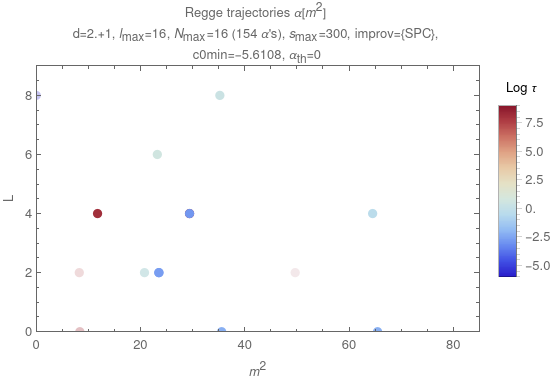 Regge trajectories α[m²]
d=2.+1, lmax=16, Nmax=16 (154 α's), smax=300, improv={SPC},
c0min=−5.6108, αth=0
Log τ
7.5
5.0
2.5
0.
−2.5
−5.0
L
8
6
4
2
0
0 20 40 60 80
m²